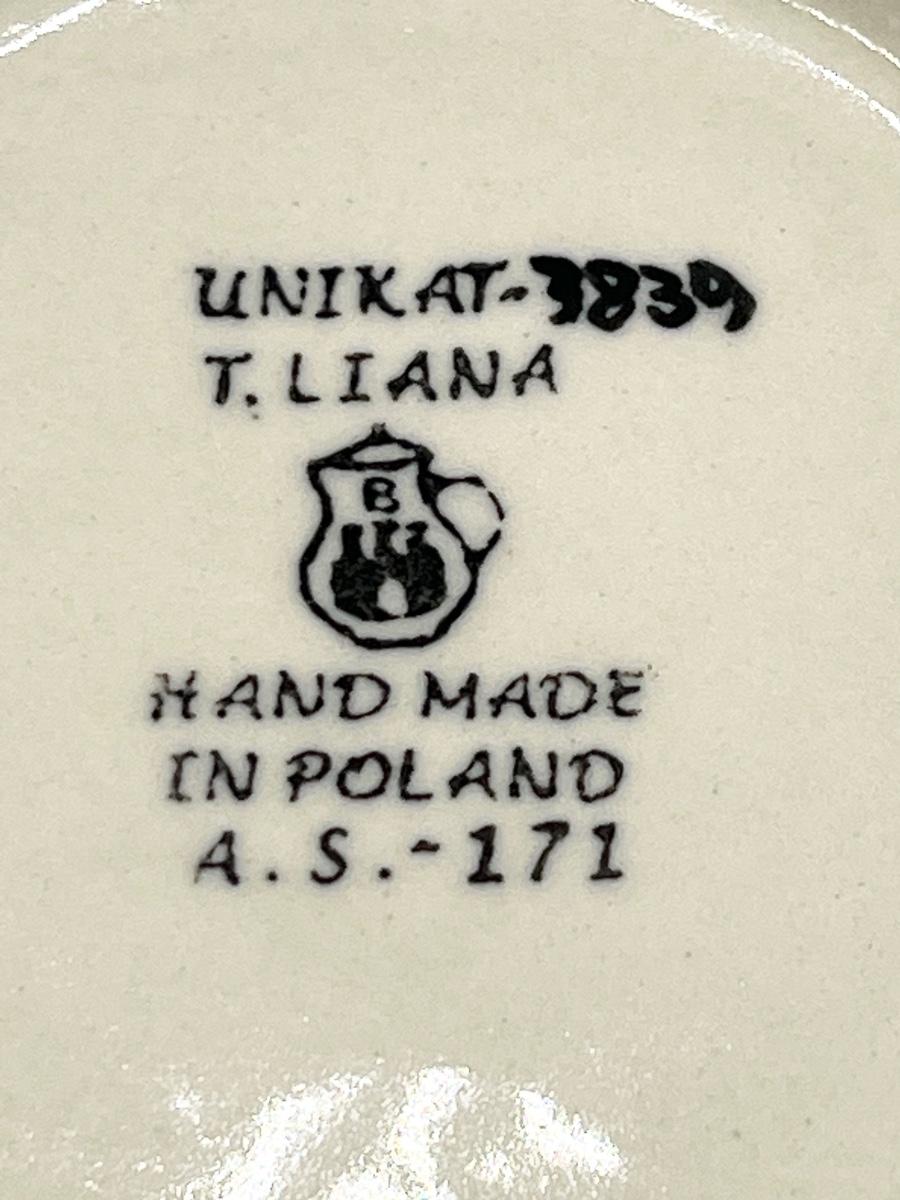 UNIKAT-3839
T. LIANA
B
HAND MADE
IN POLAND
A.S.-171